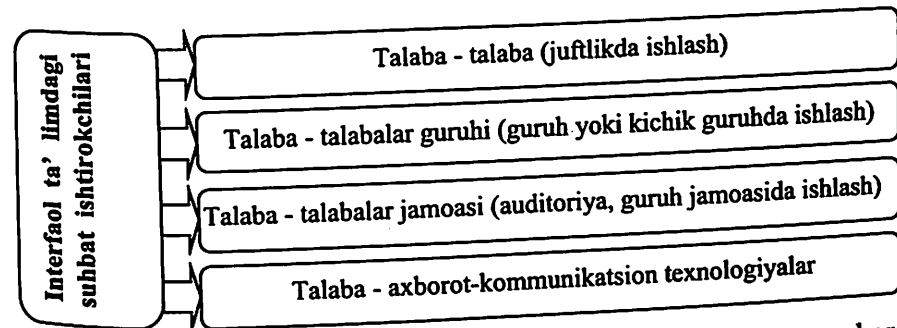 Interfaol ta’ limdagi
suhbat ishtirokchilari
Talaba - talaba (juftlikda ishlash)
Talaba - talabalar guruhi (guruh yoki kichik guruhda ishlash)
Talaba - talabalar jamoasi (auditoriya, guruh jamoasida ishlash)
Talaba - axborot-kommunikatsion texnologiyalar